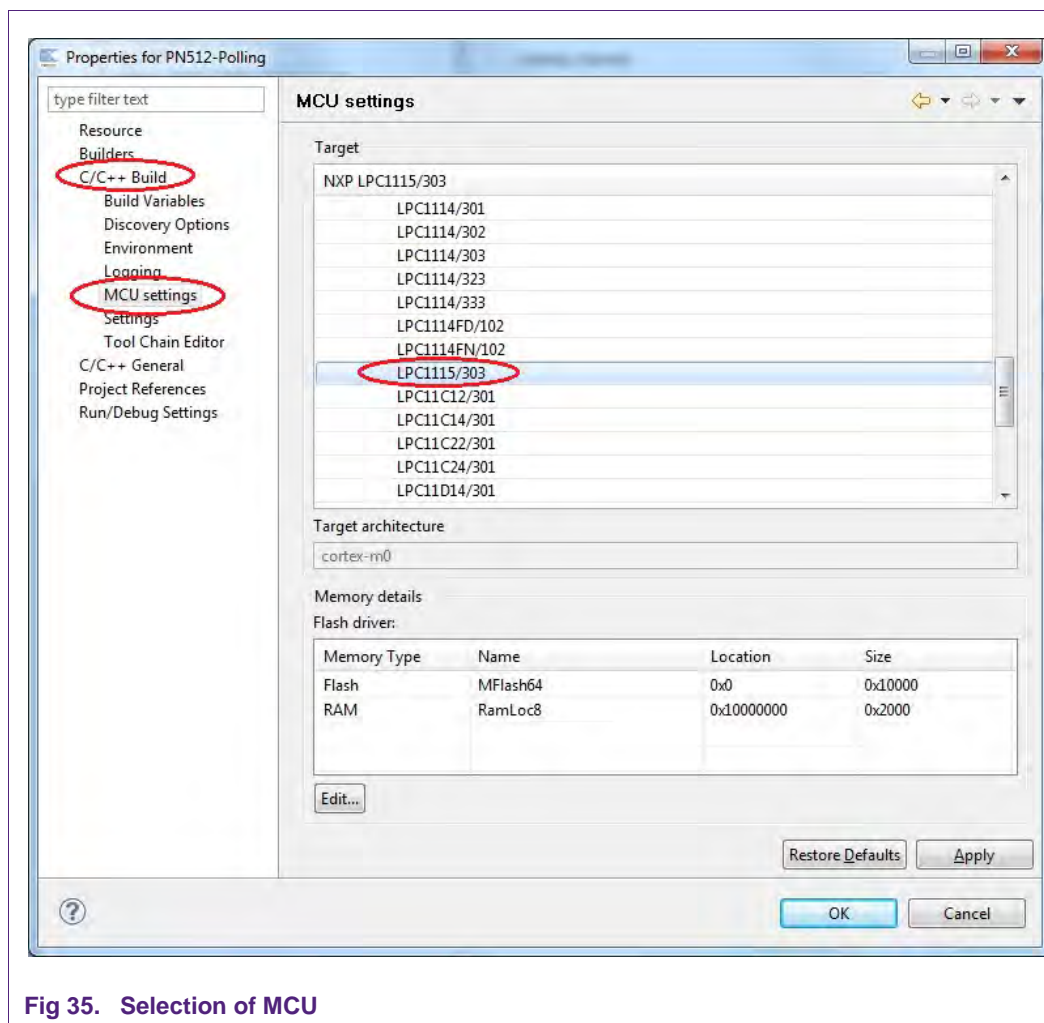 Properties for PN512-Polling
type filter text
Resource
Builders
C/C++ Build
Build Variables
Discovery Options
Environment
Logging
MCU settings
Settings
Tool Chain Editor
C/C++ General
Project References
Run/Debug Settings
MCU settings
Target
NXP LPC1115/303
LPC1114/301
LPC1114/302
LPC1114/303
LPC1114/323
LPC1114/333
LPC1114FD/102
LPC1114FN/102
LPC1115/303
LPC11C12/301
LPC11C14/301
LPC11C22/301
LPC11C24/301
LPC11D14/301
Target architecture
cortex-m0
Memory details
Flash driver:
Memory Type Name Location Size
Flash MFlash64 0x0 0x10000
RAM RamLoc8 0x10000000 0x2000
Edit...
Restore Defaults Apply
? OK Cancel
Fig 35. Selection of MCU